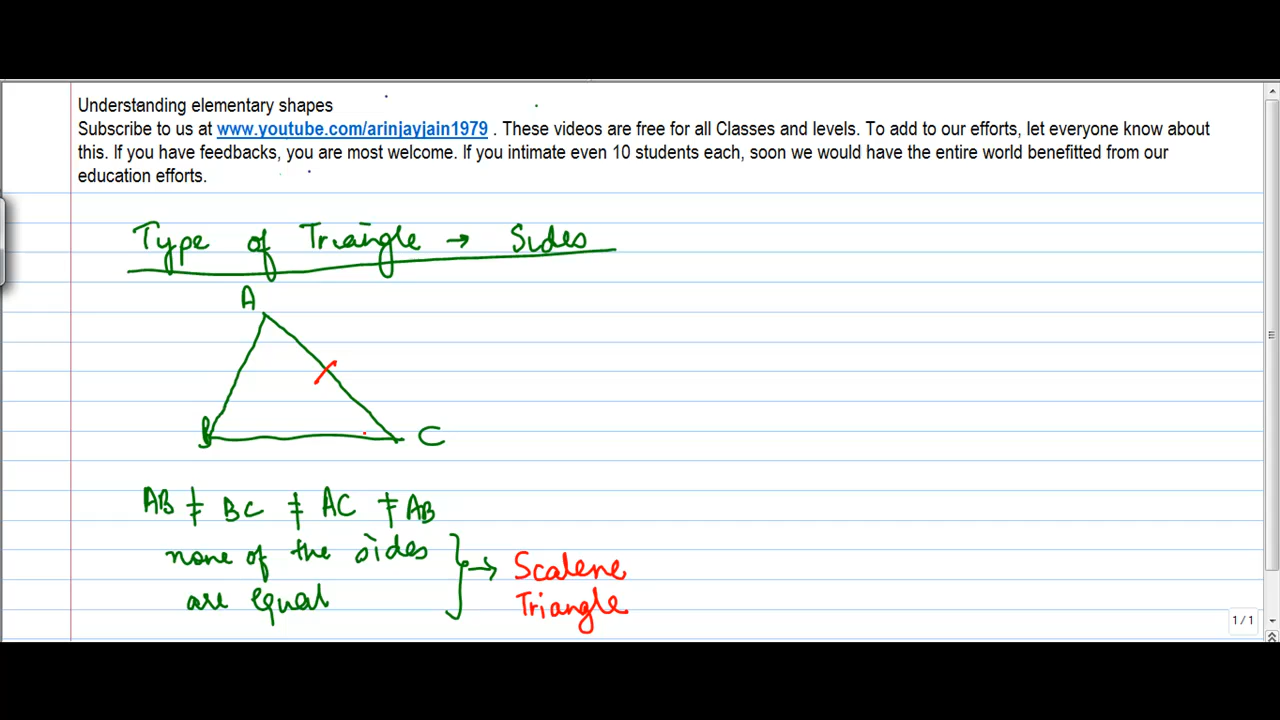 Understanding elementary shapes
Subscribe to us at www.youtube.com/arinjayjain1979 . These videos are free for all Classes and levels. To add to our efforts, let everyone know about
this. If you have feedbacks, you are most welcome. If you intimate even 10 students each, soon we would have the entire world benefitted from our
education efforts.
Type of Triangle → Sides
A
B C
AB ≠ BC ≠ AC ≠ AB
none of the sides
are equal
} → Scalene
Triangle
1 / 1